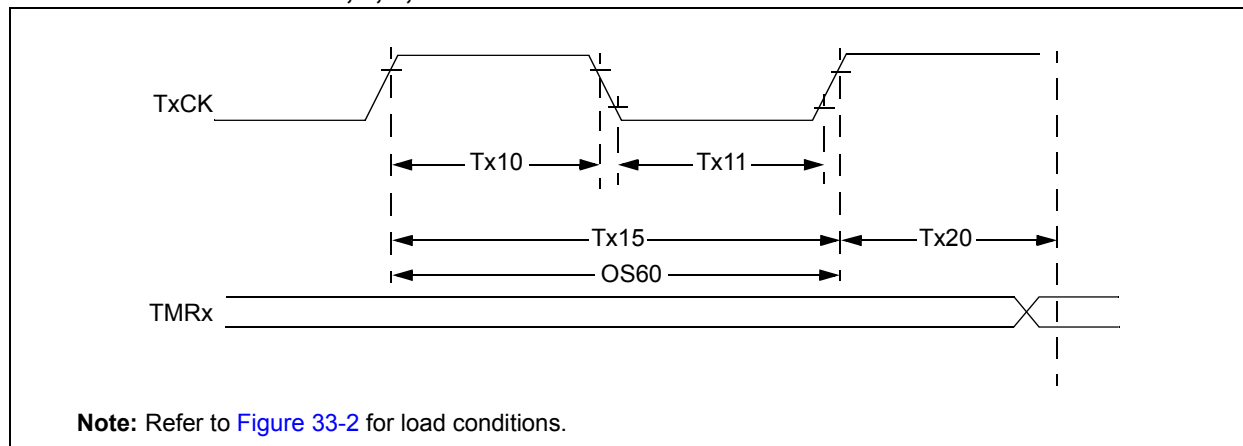 TxCK
Tx10
Tx11
Tx15
Tx20
OS60
TMRx
Note: Refer to Figure 33-2 for load conditions.